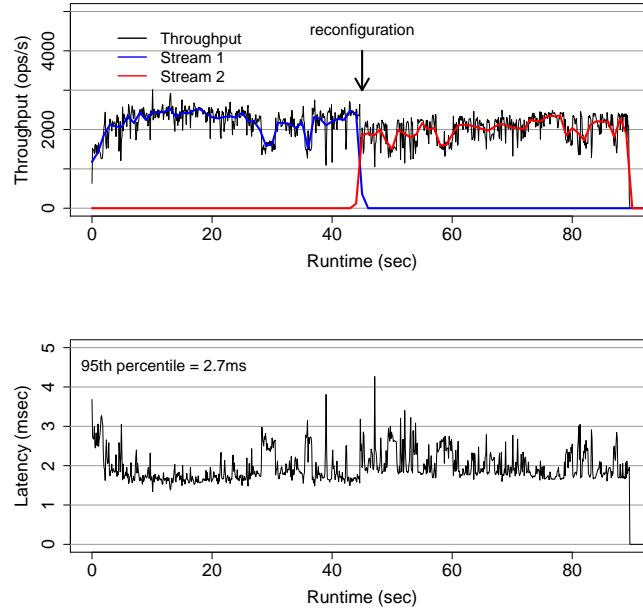 Throughput
Stream 1
Stream 2
reconfiguration
Throughput (ops/s)
4000
2000
0
0 20 40 60 80
Runtime (sec)
95th percentile = 2.7ms
Latency (msec)
5
4
3
2
1
0
0 20 40 60 80
Runtime (sec)